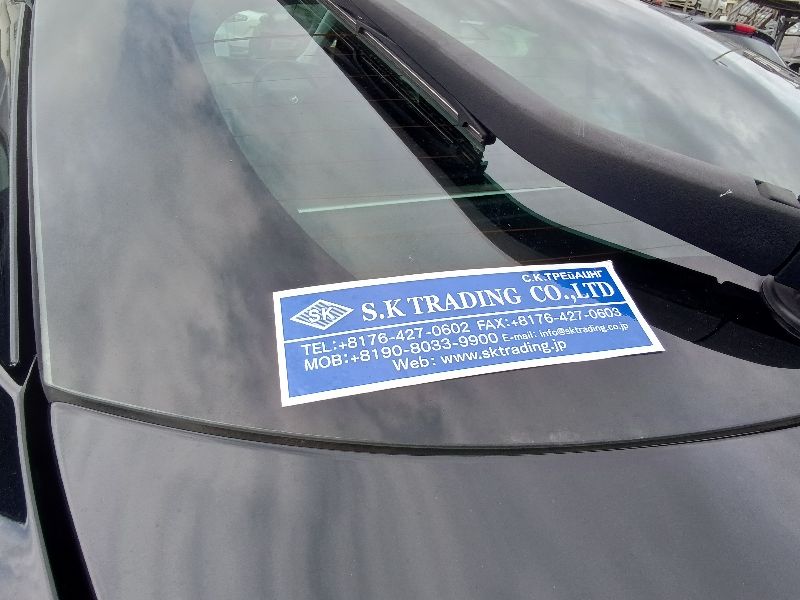 С.К.ТРЕЙДИНГ
SK S.K TRADING CO.,LTD
TEL:+8176-427-0602 FAX:+8176-427-0603
MOB:+8190-8033-9900 E-mail: info@sktrading.co.jp
Web: www.sktrading.jp